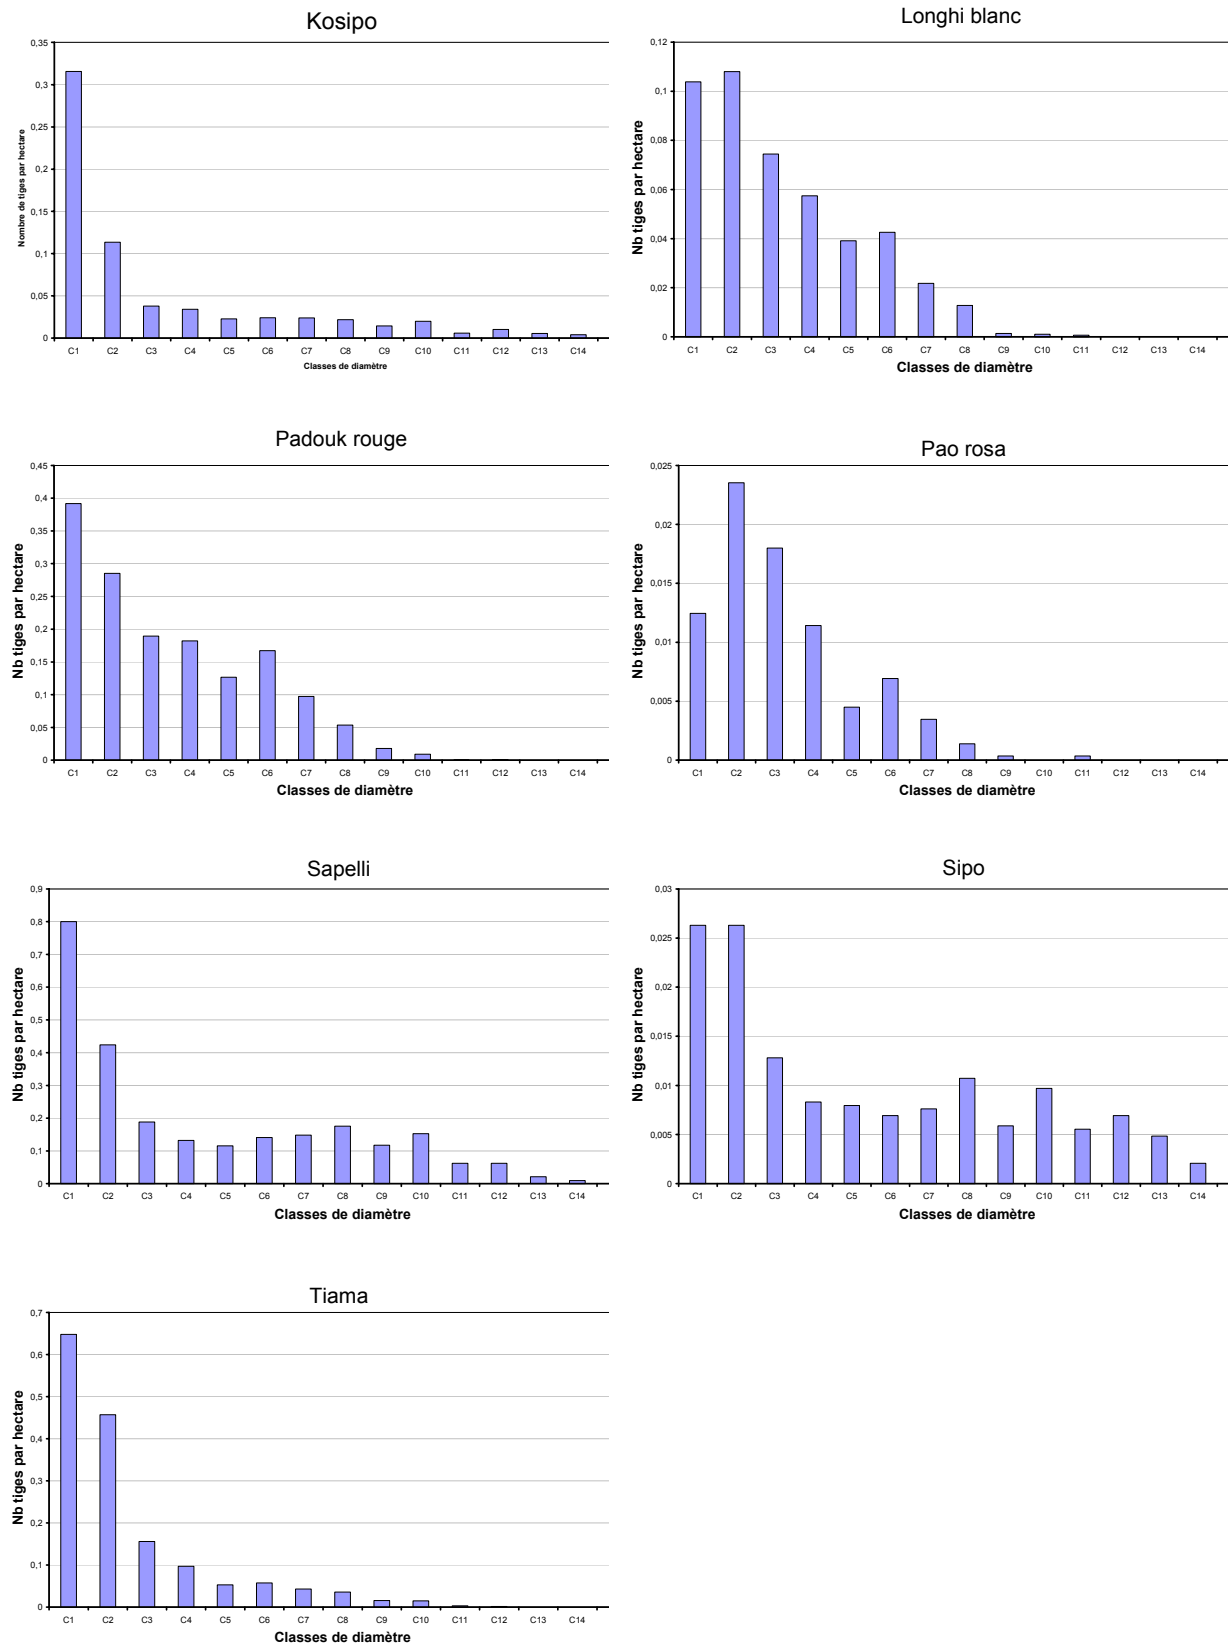 Kosipo
Nombre de tiges par hectare
0,35
0,3
0,25
0,2
0,15
0,1
0,05
0
C1 C2 C3 C4 C5 C6 C7 C8 C9 C10 C11 C12 C13 C14
Classes de diamètre
Longhi blanc
Nb tiges par hectare
0,12
0,1
0,08
0,06
0,04
0,02
0
C1 C2 C3 C4 C5 C6 C7 C8 C9 C10 C11 C12 C13 C14
Classes de diamètre
Padouk rouge
Nb tiges par hectare
0,45
0,4
0,35
0,3
0,25
0,2
0,15
0,1
0,05
0
C1 C2 C3 C4 C5 C6 C7 C8 C9 C10 C11 C12 C13 C14
Classes de diamètre
Pao rosa
Nb tiges par hectare
0,025
0,02
0,015
0,01
0,005
0
C1 C2 C3 C4 C5 C6 C7 C8 C9 C10 C11 C12 C13 C14
Classes de diamètre
Sapelli
Nb tiges par hectare
0,9
0,8
0,7
0,6
0,5
0,4
0,3
0,2
0,1
0
C1 C2 C3 C4 C5 C6 C7 C8 C9 C10 C11 C12 C13 C14
Classes de diamètre
Sipo
Nb tiges par hectare
0,03
0,025
0,02
0,015
0,01
0,005
0
C1 C2 C3 C4 C5 C6 C7 C8 C9 C10 C11 C12 C13 C14
Classes de diamètre
Tiama
Nb tiges par hectare
0,7
0,6
0,5
0,4
0,3
0,2
0,1
0
C1 C2 C3 C4 C5 C6 C7 C8 C9 C10 C11 C12 C13 C14
Classes de diamètre